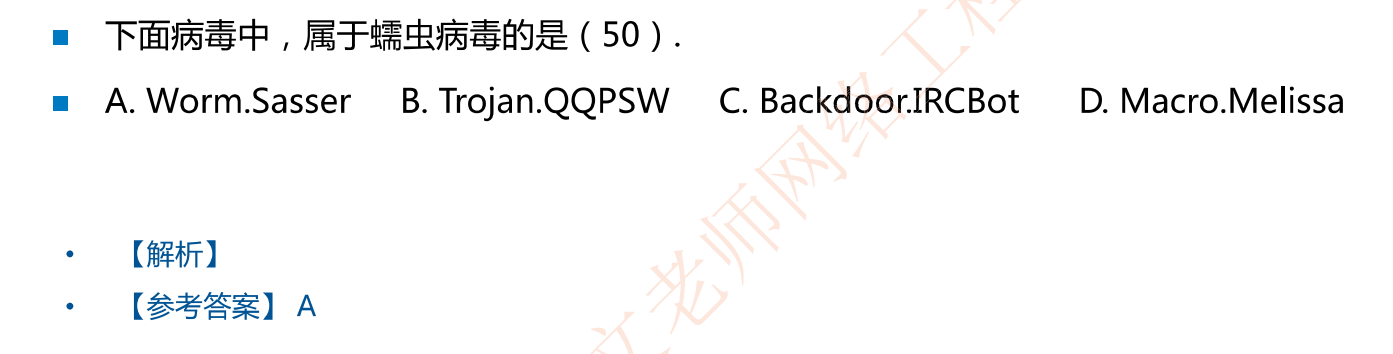 下面病毒中，属于蠕虫病毒的是（50）.
A. Worm.Sasser B. Trojan.QQPSW C. Backdoor.IRCBot D. Macro.Melissa
【解析】
【参考答案】 A
文老师网络工程